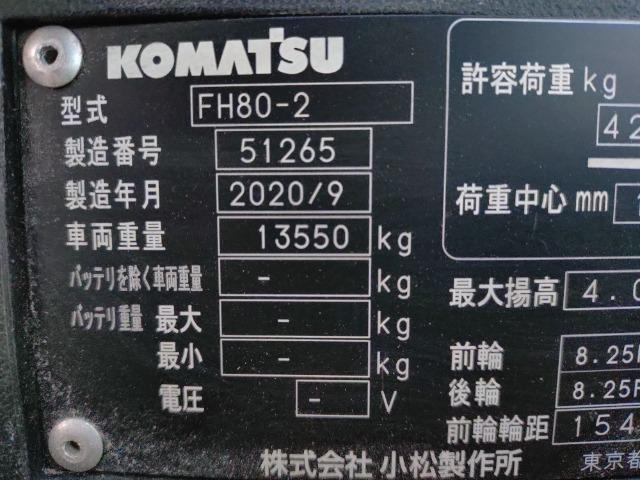 KOMATSU
型式 FH80-2
製造番号 51265
製造年月 2020/9
車両重量 13550 kg
バッテリを除く車両重量 - kg
バッテリ重量 最大 - kg
最小 - kg
電圧 - V
株式会社 小松製作所
許容荷重 kg
42
荷重中心 mm
最大揚高 4.0
前輪 8.25
後輪 8.25
前輪輪距 154
東京都